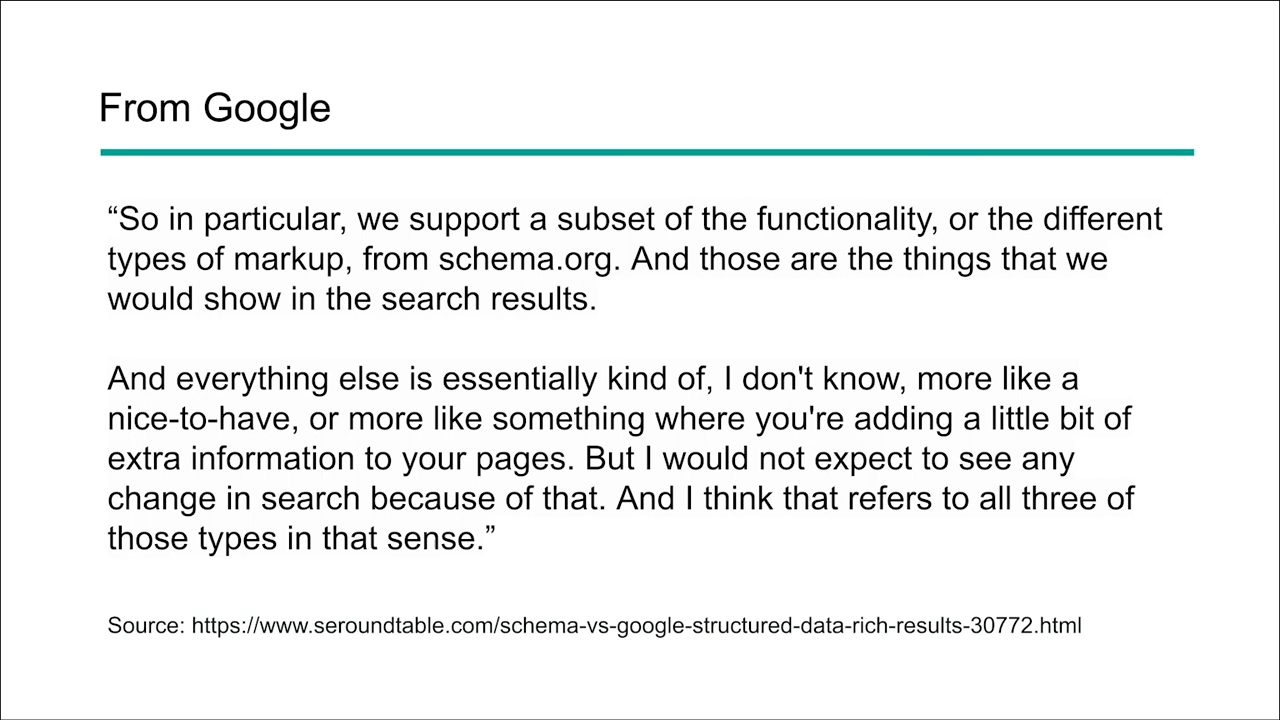 From Google
“So in particular, we support a subset of the functionality, or the different
types of markup, from schema.org. And those are the things that we
would show in the search results.
And everything else is essentially kind of, I don't know, more like a
nice-to-have, or more like something where you're adding a little bit of
extra information to your pages. But I would not expect to see any
change in search because of that. And I think that refers to all three of
those types in that sense.”
Source: https://www.seroundtable.com/schema-vs-google-structured-data-rich-results-30772.html